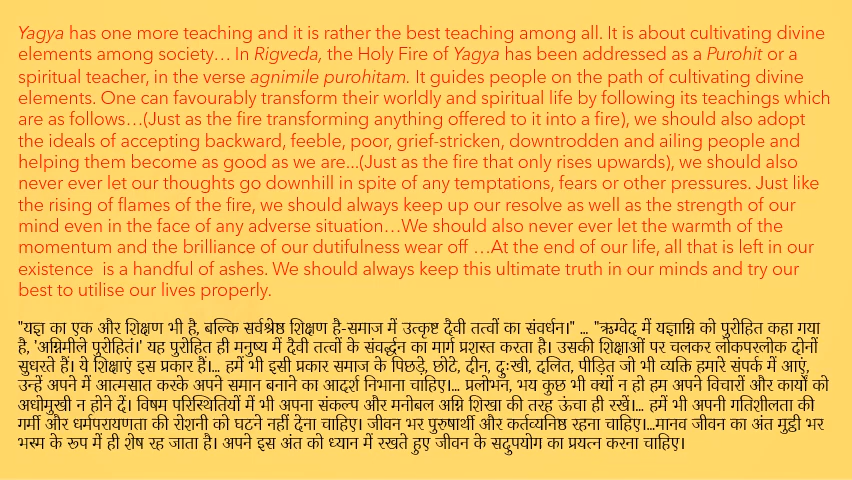 Yagya has one more teaching and it is rather the best teaching among all. It is about cultivating divine
elements among society… In Rigveda, the Holy Fire of Yagya has been addressed as a Purohit or a
spiritual teacher, in the verse agnimile purohitam. It guides people on the path of cultivating divine
elements. One can favourably transform their worldly and spiritual life by following its teachings which
are as follows…(Just as the fire transforming anything offered to it into a fire), we should also adopt
the ideals of accepting backward, feeble, poor, grief-stricken, downtrodden and ailing people and
helping them become as good as we are...(Just as the fire that only rises upwards), we should also
never ever let our thoughts go downhill in spite of any temptations, fears or other pressures. Just like
the rising of flames of the fire, we should always keep up our resolve as well as the strength of our
mind even in the face of any adverse situation…We should also never ever let the warmth of the
momentum and the brilliance of our dutifulness wear off …At the end of our life, all that is left in our
existence is a handful of ashes. We should always keep this ultimate truth in our minds and try our
best to utilise our lives properly.
"यज्ञ का एक और शिक्षण भी है, बल्कि सर्वश्रेष्ठ शिक्षण है-समाज में उत्कृष्ट दैवी तत्वों का संवर्धन।" ... "ऋग्वेद में यज्ञाग्नि को पुरोहित कहा गया
है, 'अग्निमीले पुरोहितं।' यह पुरोहित ही मनुष्य में दैवी तत्वों के संवर्द्धन का मार्ग प्रशस्त करता है। उसकी शिक्षाओं पर चलकर लोकपरलोक दोनों
सुधरते हैं। ये शिक्षाएं इस प्रकार हैं।... हमें भी इसी प्रकार समाज के पिछड़े, छोटे, दीन, दुःखी, दलित, पीड़ित जो भी व्यक्ति हमारे संपर्क में आएं,
उन्हें अपने में आत्मसात करके अपने समान बनाने का आदर्श निभाना चाहिए।... प्रलोभन, भय कुछ भी क्यों न हो हम अपने विचारों और कार्यों को
अधोमुखी न होने दें। विषम परिस्थितियों में भी अपना संकल्प और मनोबल अग्नि शिखा की तरह ऊंचा ही रखें।... हमें भी अपनी गतिशीलता की
गर्मी और धर्मपरायणता की रोशनी को घटने नहीं देना चाहिए। जीवन भर पुरुषार्थी और कर्तव्यनिष्ठ रहना चाहिए।...मानव जीवन का अंत मुट्ठी भर
भस्म के रूप में ही शेष रह जाता है। अपने इस अंत को ध्यान में रखते हुए जीवन के सदुपयोग का प्रयत्न करना चाहिए।